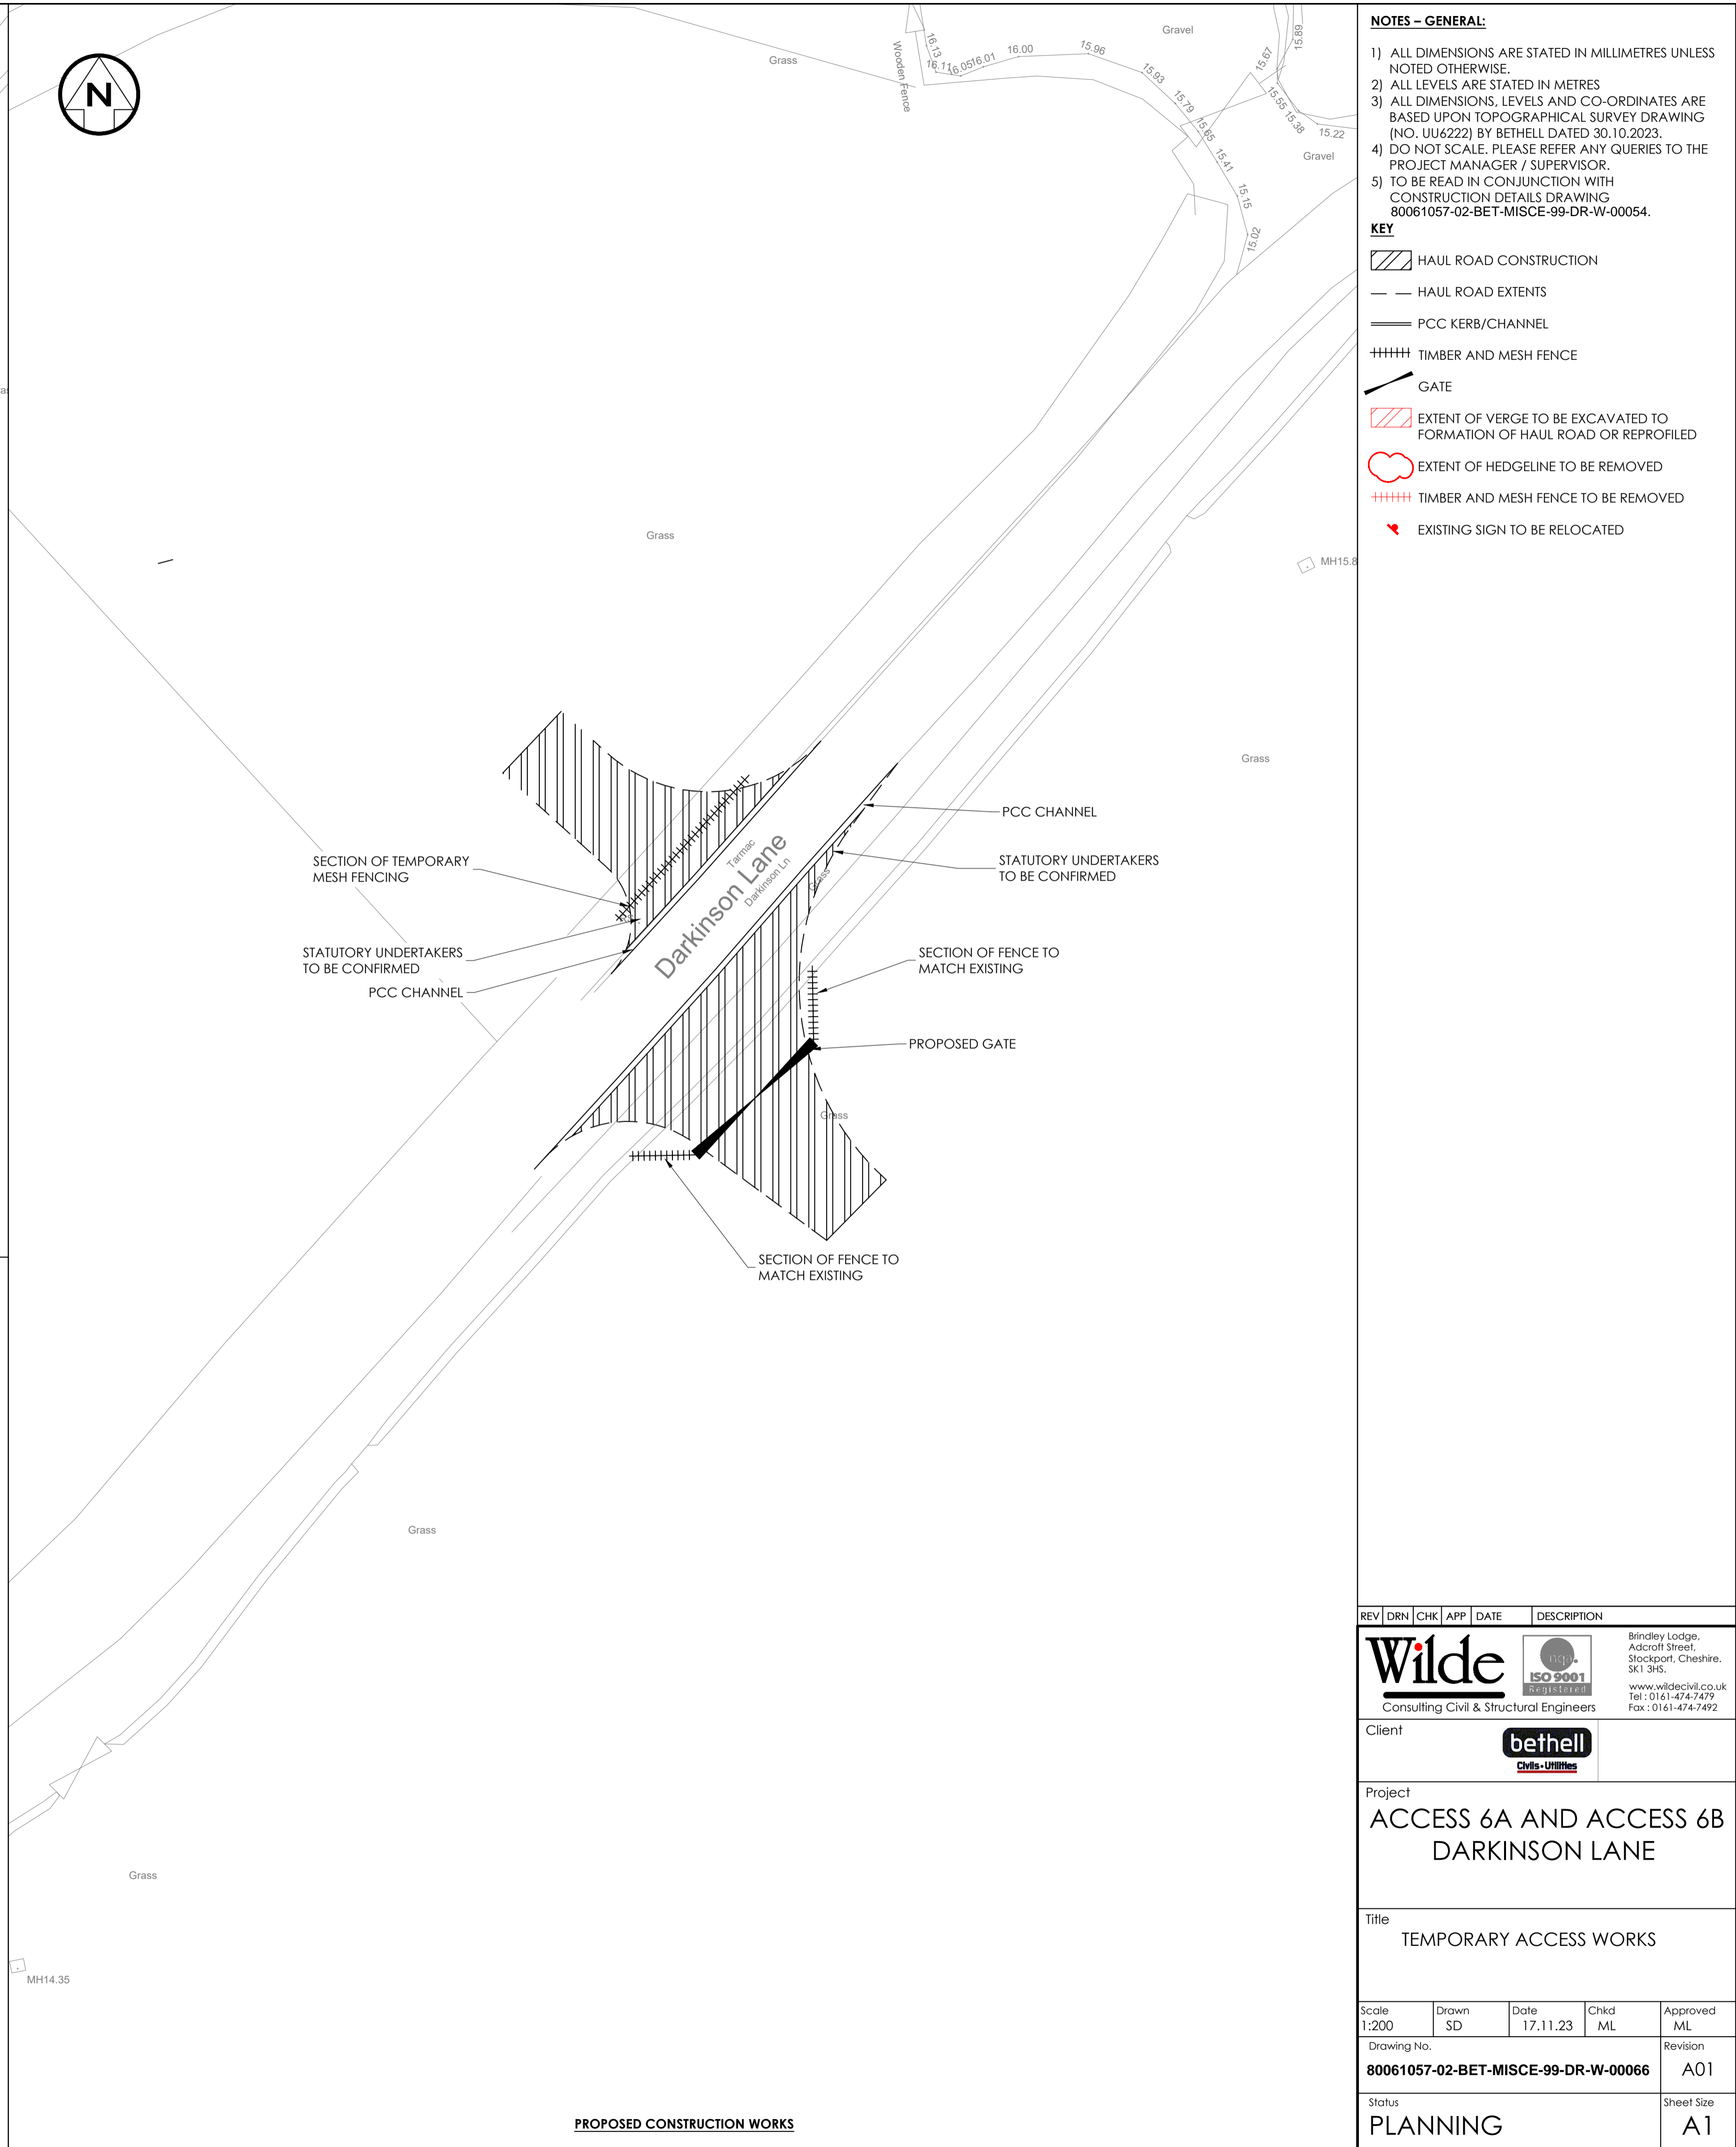 N
Grass
Wooden Fence
16.13
16.11
16.05
16.01
16.00
15.96
15.93
15.79
15.65
15.41
15.15
15.02
Gravel
15.67
15.89
15.55
15.38
15.22
Gravel
Grass
MH15.8
Grass
PCC CHANNEL
STATUTORY UNDERTAKERS
TO BE CONFIRMED
SECTION OF TEMPORARY
MESH FENCING
STATUTORY UNDERTAKERS
TO BE CONFIRMED
PCC CHANNEL
Tarmac
Darkinson Lane
Darkinson Ln
Grass
SECTION OF FENCE TO
MATCH EXISTING
PROPOSED GATE
Grass
SECTION OF FENCE TO
MATCH EXISTING
Grass
Grass
MH14.35
PROPOSED CONSTRUCTION WORKS
NOTES – GENERAL:
1) ALL DIMENSIONS ARE STATED IN MILLIMETRES UNLESS
NOTED OTHERWISE.
2) ALL LEVELS ARE STATED IN METRES
3) ALL DIMENSIONS, LEVELS AND CO-ORDINATES ARE
BASED UPON TOPOGRAPHICAL SURVEY DRAWING
(NO. UU6222) BY BETHELL DATED 30.10.2023.
4) DO NOT SCALE. PLEASE REFER ANY QUERIES TO THE
PROJECT MANAGER / SUPERVISOR.
5) TO BE READ IN CONJUNCTION WITH
CONSTRUCTION DETAILS DRAWING
80061057-02-BET-MISCE-99-DR-W-00054.
KEY
HAUL ROAD CONSTRUCTION
HAUL ROAD EXTENTS
PCC KERB/CHANNEL
TIMBER AND MESH FENCE
GATE
EXTENT OF VERGE TO BE EXCAVATED TO
FORMATION OF HAUL ROAD OR REPROFILED
EXTENT OF HEDGELINE TO BE REMOVED
TIMBER AND MESH FENCE TO BE REMOVED
EXISTING SIGN TO BE RELOCATED
REV DRN CHK APP DATE DESCRIPTION
Wilde
Consulting Civil & Structural Engineers
nqa.
ISO 9001
Registered
Brindley Lodge,
Adcroft Street,
Stockport, Cheshire.
SK1 3HS.
www.wildecivil.co.uk
Tel : 0161-474-7479
Fax : 0161-474-7492
Client
bethell
Civils•Utilities
Project
ACCESS 6A AND ACCESS 6B
DARKINSON LANE
Title
TEMPORARY ACCESS WORKS
Scale Drawn Date Chkd Approved
1:200 SD 17.11.23 ML ML
Drawing No. Revision
80061057-02-BET-MISCE-99-DR-W-00066 A01
Status Sheet Size
PLANNING A1